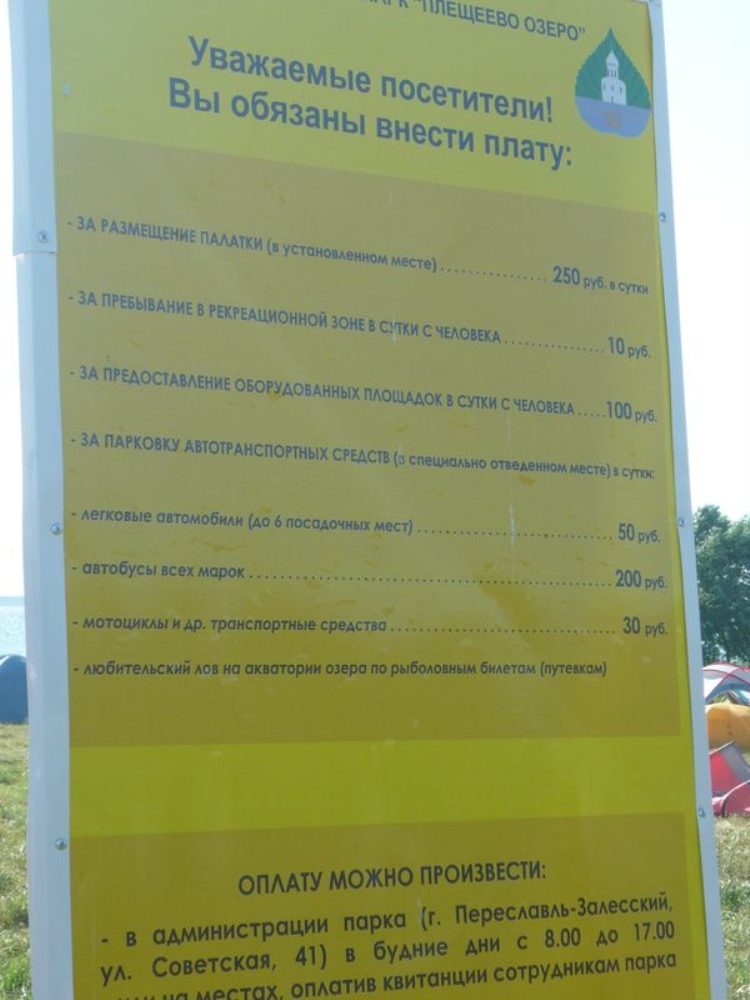 "ПЛЕЩЕЕВО ОЗЕРО"
Уважаемые посетители!
Вы обязаны внести плату:
- ЗА РАЗМЕЩЕНИЕ ПАЛАТКИ (в установленном месте) ................ 250 руб. в сутки
- ЗА ПРЕБЫВАНИЕ В РЕКРЕАЦИОННОЙ ЗОНЕ В СУТКИ С ЧЕЛОВЕКА ............... 10 руб.
- ЗА ПРЕДОСТАВЛЕНИЕ ОБОРУДОВАННЫХ ПЛОЩАДОК В СУТКИ С ЧЕЛОВЕКА .....100 руб.
- ЗА ПАРКОВКУ АВТОТРАНСПОРТНЫХ СРЕДСТВ (в специально отведенном месте) в сутки:
- легковые автомобили (до 6 посадочных мест) ............................. 50 руб.
- автобусы всех марок ..................................................... 200 руб.
- мотоциклы и др. транспортные средства ................................. 30 руб.
- любительский лов на акватории озера по рыболовным билетам (путевкам)
ОПЛАТУ МОЖНО ПРОИЗВЕСТИ:
- в администрации парка (г. Переславль-Залесский,
ул. Советская, 41) в будние дни с 8.00 до 17.00
или на местах, оплатив квитанции сотрудникам парка